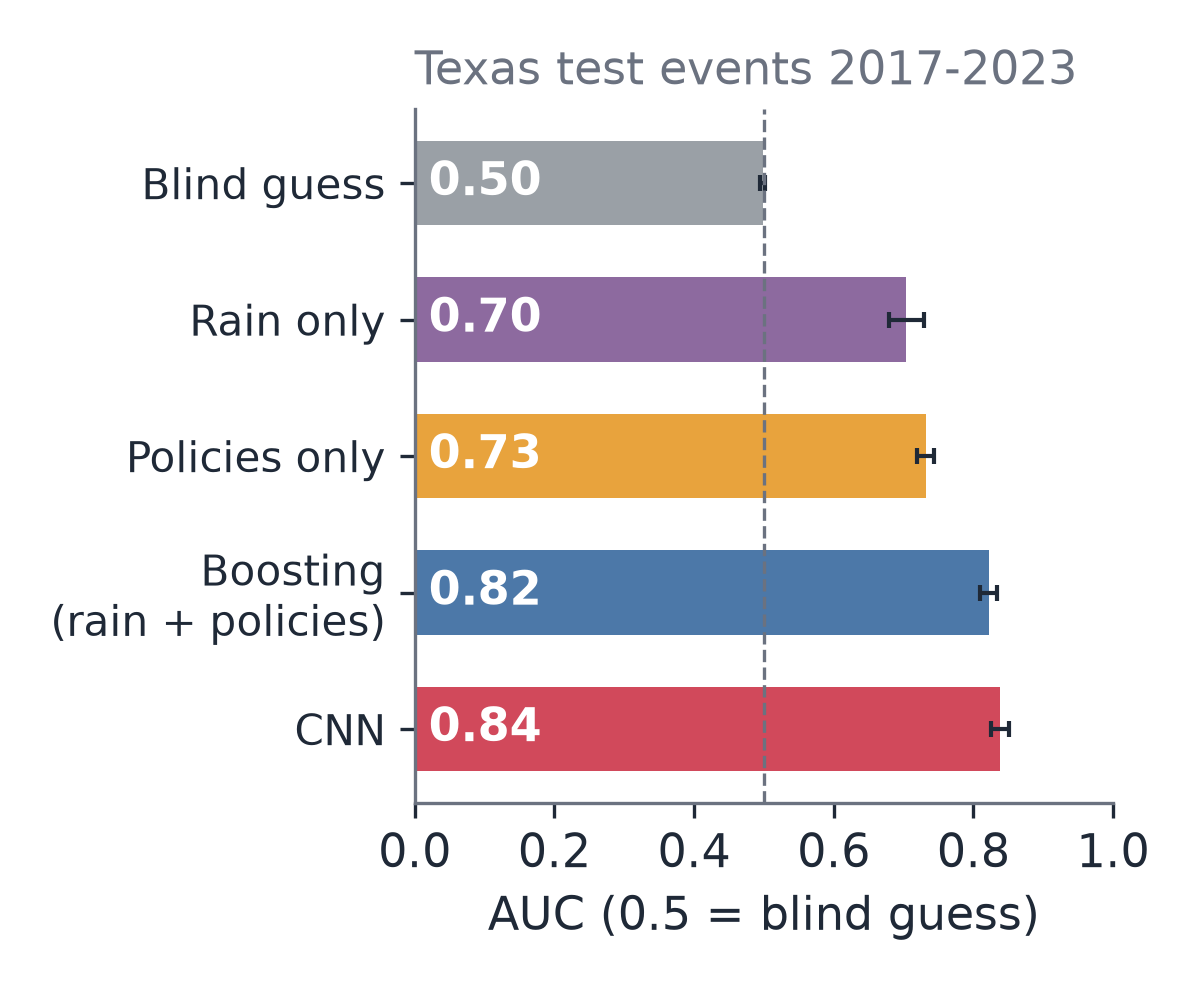 Texas test events 2017-2023
Blind guess
0.50
Rain only
0.70
Policies only
0.73
Boosting
(rain + policies)
0.82
CNN
0.84
0.0 0.2 0.4 0.6 0.8 1.0
AUC (0.5 = blind guess)